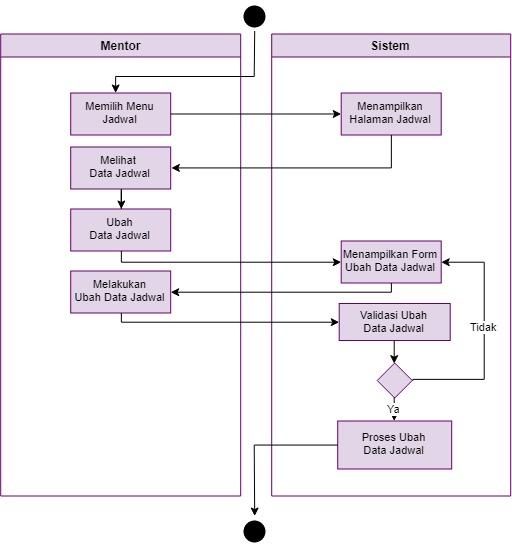 Mentor
Sistem
Memilih Menu
Jadwal
Menampilkan
Halaman Jadwal
Melihat
Data Jadwal
Ubah
Data Jadwal
Menampilkan Form
Ubah Data Jadwal
Melakukan
Ubah Data Jadwal
Validasi Ubah
Data Jadwal
Tidak
Ya
Proses Ubah
Data Jadwal